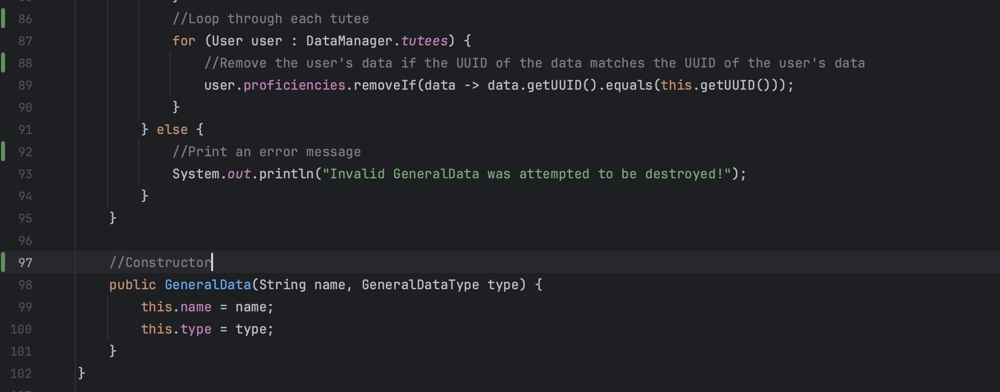 86 //Loop through each tutee
87 for (User user : DataManager.tutees) {
88 //Remove the user's data if the UUID of the data matches the UUID of the user's data
89 user.proficiencies.removeIf(data -> data.getUUID().equals(this.getUUID()));
90 }
91 } else {
92 //Print an error message
93 System.out.println("Invalid GeneralData was attempted to be destroyed!");
94 }
95 }
96
97 //Constructor
98 public GeneralData(String name, GeneralDataType type) {
99 this.name = name;
100 this.type = type;
101 }
102 }